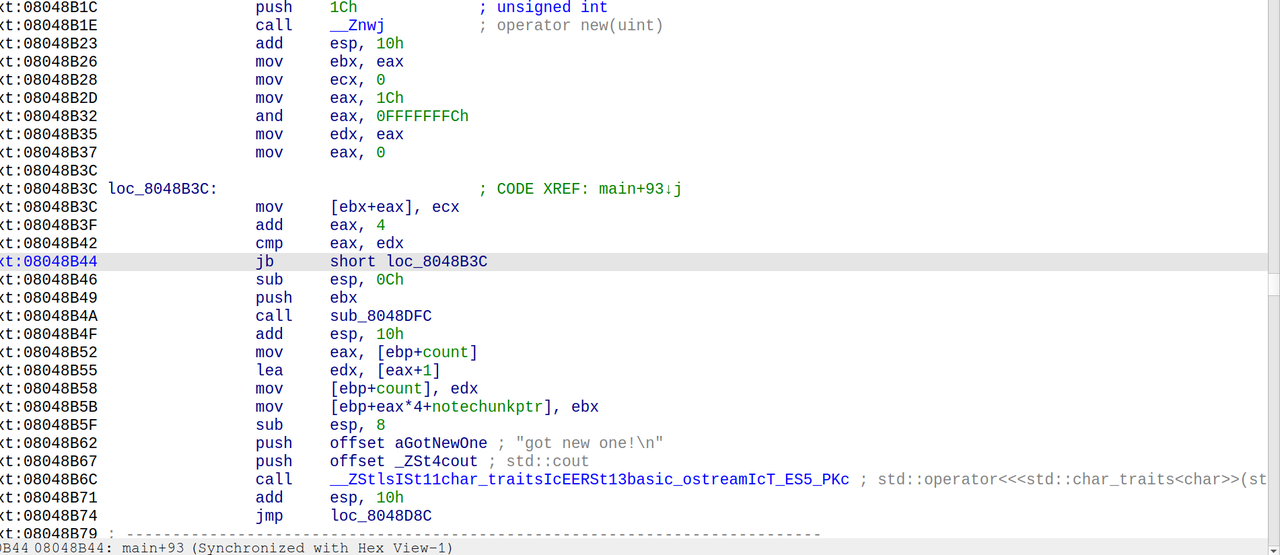 xt:08048B1C push 1Ch ; unsigned int
xt:08048B1E call __Znwj ; operator new(uint)
xt:08048B23 add esp, 10h
xt:08048B26 mov ebx, eax
xt:08048B28 mov ecx, 0
xt:08048B2D mov eax, 1Ch
xt:08048B32 and eax, 0FFFFFFFCh
xt:08048B35 mov edx, eax
xt:08048B37 mov eax, 0
xt:08048B3C
xt:08048B3C loc_8048B3C: ; CODE XREF: main+93↓j
xt:08048B3C mov [ebx+eax], ecx
xt:08048B3F add eax, 4
xt:08048B42 cmp eax, edx
xt:08048B44 jb short loc_8048B3C
xt:08048B46 sub esp, 0Ch
xt:08048B49 push ebx
xt:08048B4A call sub_8048DFC
xt:08048B4F add esp, 10h
xt:08048B52 mov eax, [ebp+count]
xt:08048B55 lea edx, [eax+1]
xt:08048B58 mov [ebp+count], edx
xt:08048B5B mov [ebp+eax*4+notechunkptr], ebx
xt:08048B5F sub esp, 8
xt:08048B62 push offset aGotNewOne ; "got new one!\n"
xt:08048B67 push offset _ZSt4cout ; std::cout
xt:08048B6C call __ZStlsISt11char_traitsIcEERSt13basic_ostreamIcT_ES5_PKc ; std::operator<<<std::char_traits<char>>(st
xt:08048B71 add esp, 10h
xt:08048B74 jmp loc_8048D8C
xt:08048B79 ; ---------------------------------------------------------------------------
0B44 08048B44: main+93 (Synchronized with Hex View-1)